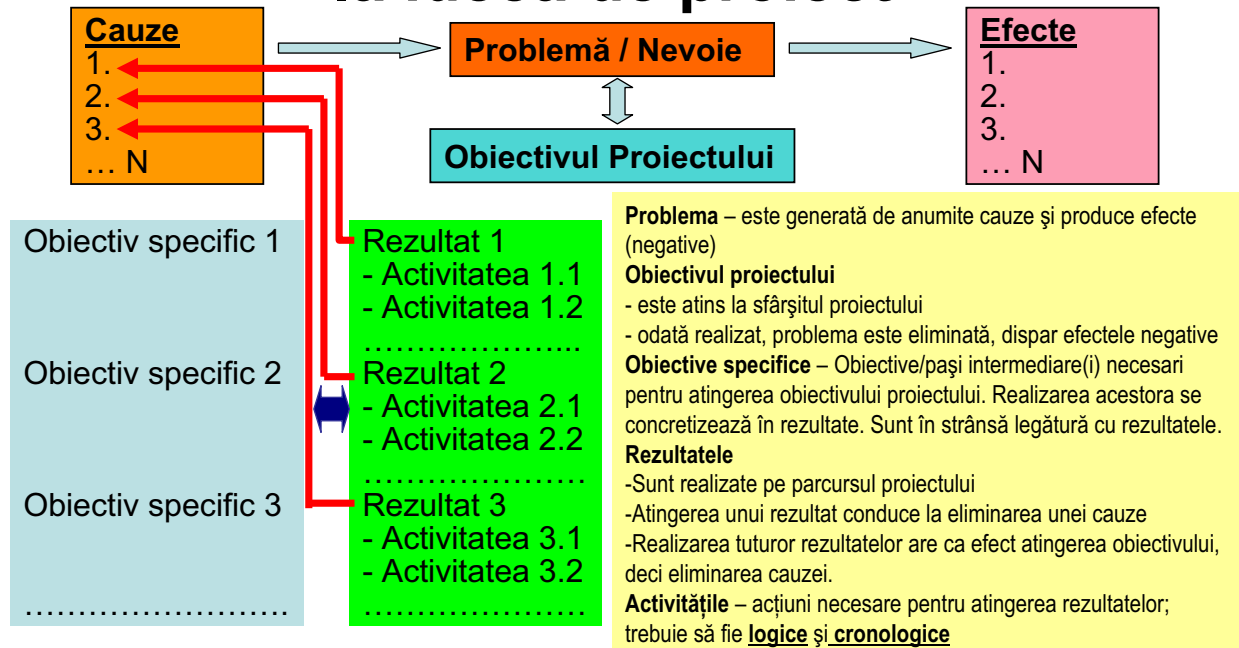 Cauze
1.
2.
3.
… N
Problemă / Nevoie
Obiectivul Proiectului
Efecte
1.
2.
3.
… N
Obiectiv specific 1
Obiectiv specific 2
Obiectiv specific 3
……………………..
Rezultat 1
- Activitatea 1.1
- Activitatea 1.2
…………………...
Rezultat 2
- Activitatea 2.1
- Activitatea 2.2
……………………
Rezultat 3
- Activitatea 3.1
- Activitatea 3.2
……………………
Problema – este generată de anumite cauze şi produce efecte
(negative)
Obiectivul proiectului
- este atins la sfârşitul proiectului
- odată realizat, problema este eliminată, dispar efectele negative
Obiective specifice – Obiective/paşi intermediare(i) necesari
pentru atingerea obiectivului proiectului. Realizarea acestora se
concretizează în rezultate. Sunt în strânsă legătură cu rezultatele.
Rezultatele
-Sunt realizate pe parcursul proiectului
-Atingerea unui rezultat conduce la eliminarea unei cauze
-Realizarea tuturor rezultatelor are ca efect atingerea obiectivului,
deci eliminarea cauzei.
Activităţile – acţiuni necesare pentru atingerea rezultatelor;
trebuie să fie logice şi cronologice